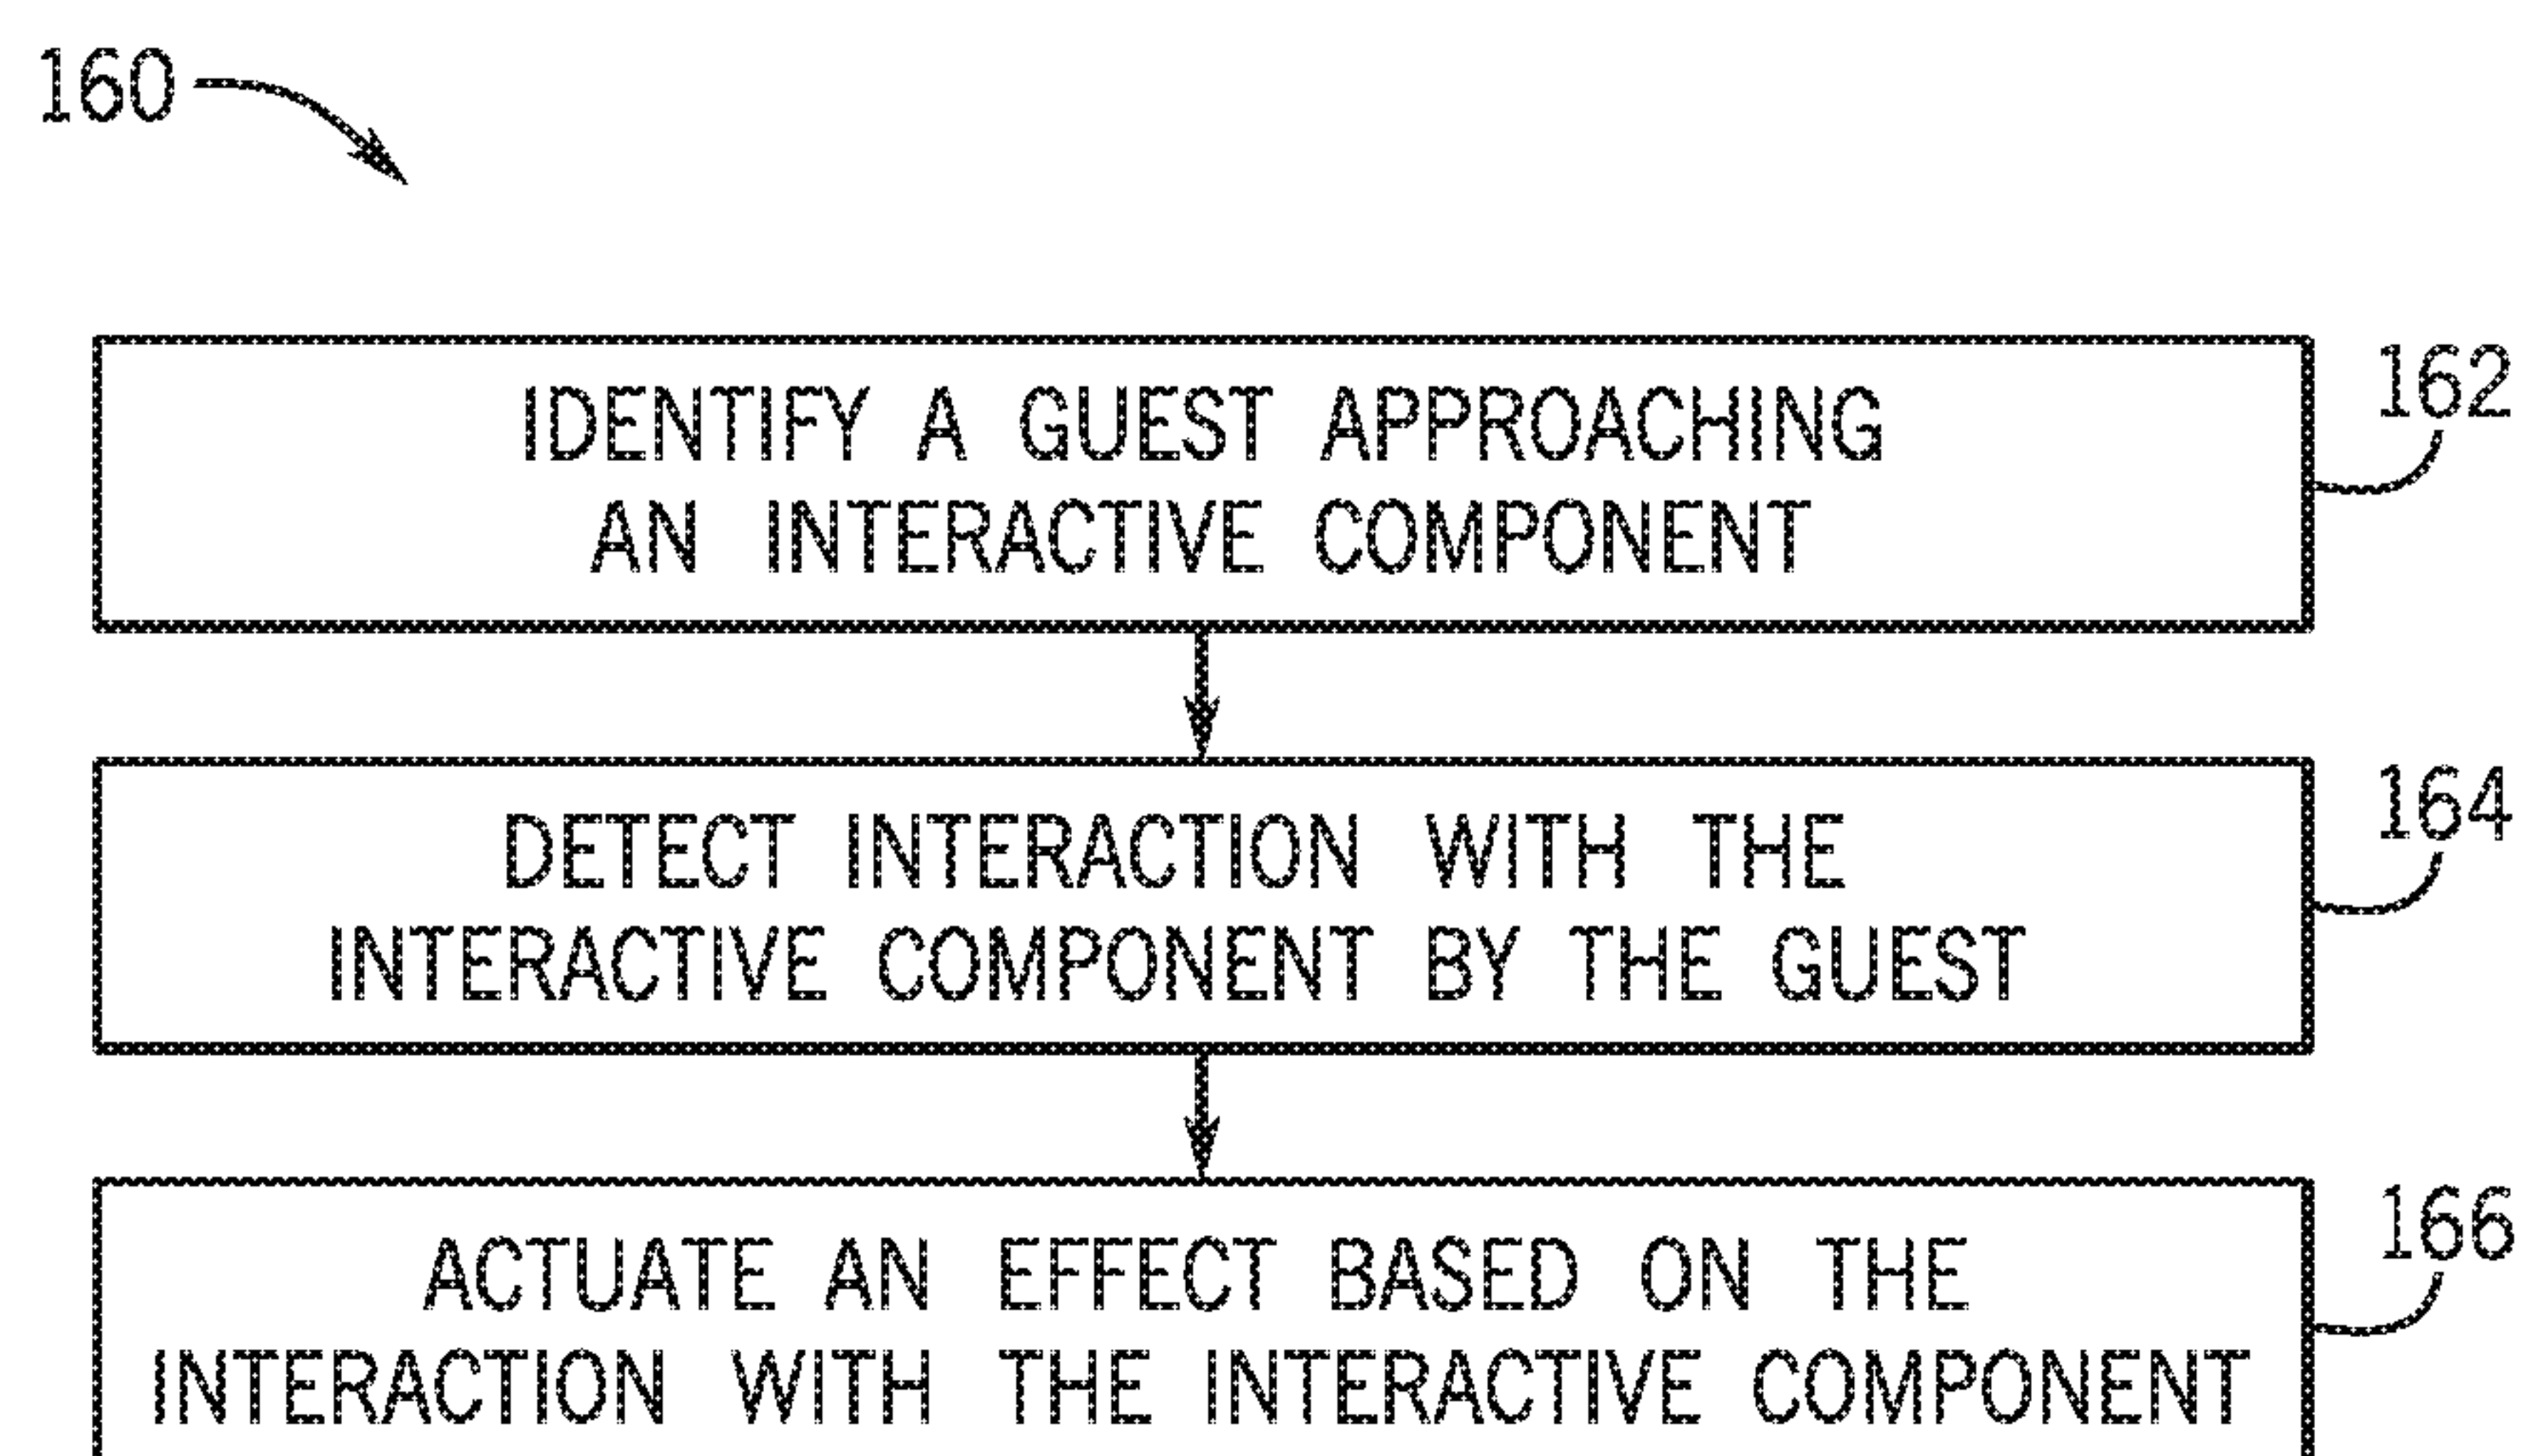 160
IDENTIFY A GUEST APPROACHING
AN INTERACTIVE COMPONENT
162
DETECT INTERACTION WITH THE
INTERACTIVE COMPONENT BY THE GUEST
164
ACTUATE AN EFFECT BASED ON THE
INTERACTION WITH THE INTERACTIVE COMPONENT
166